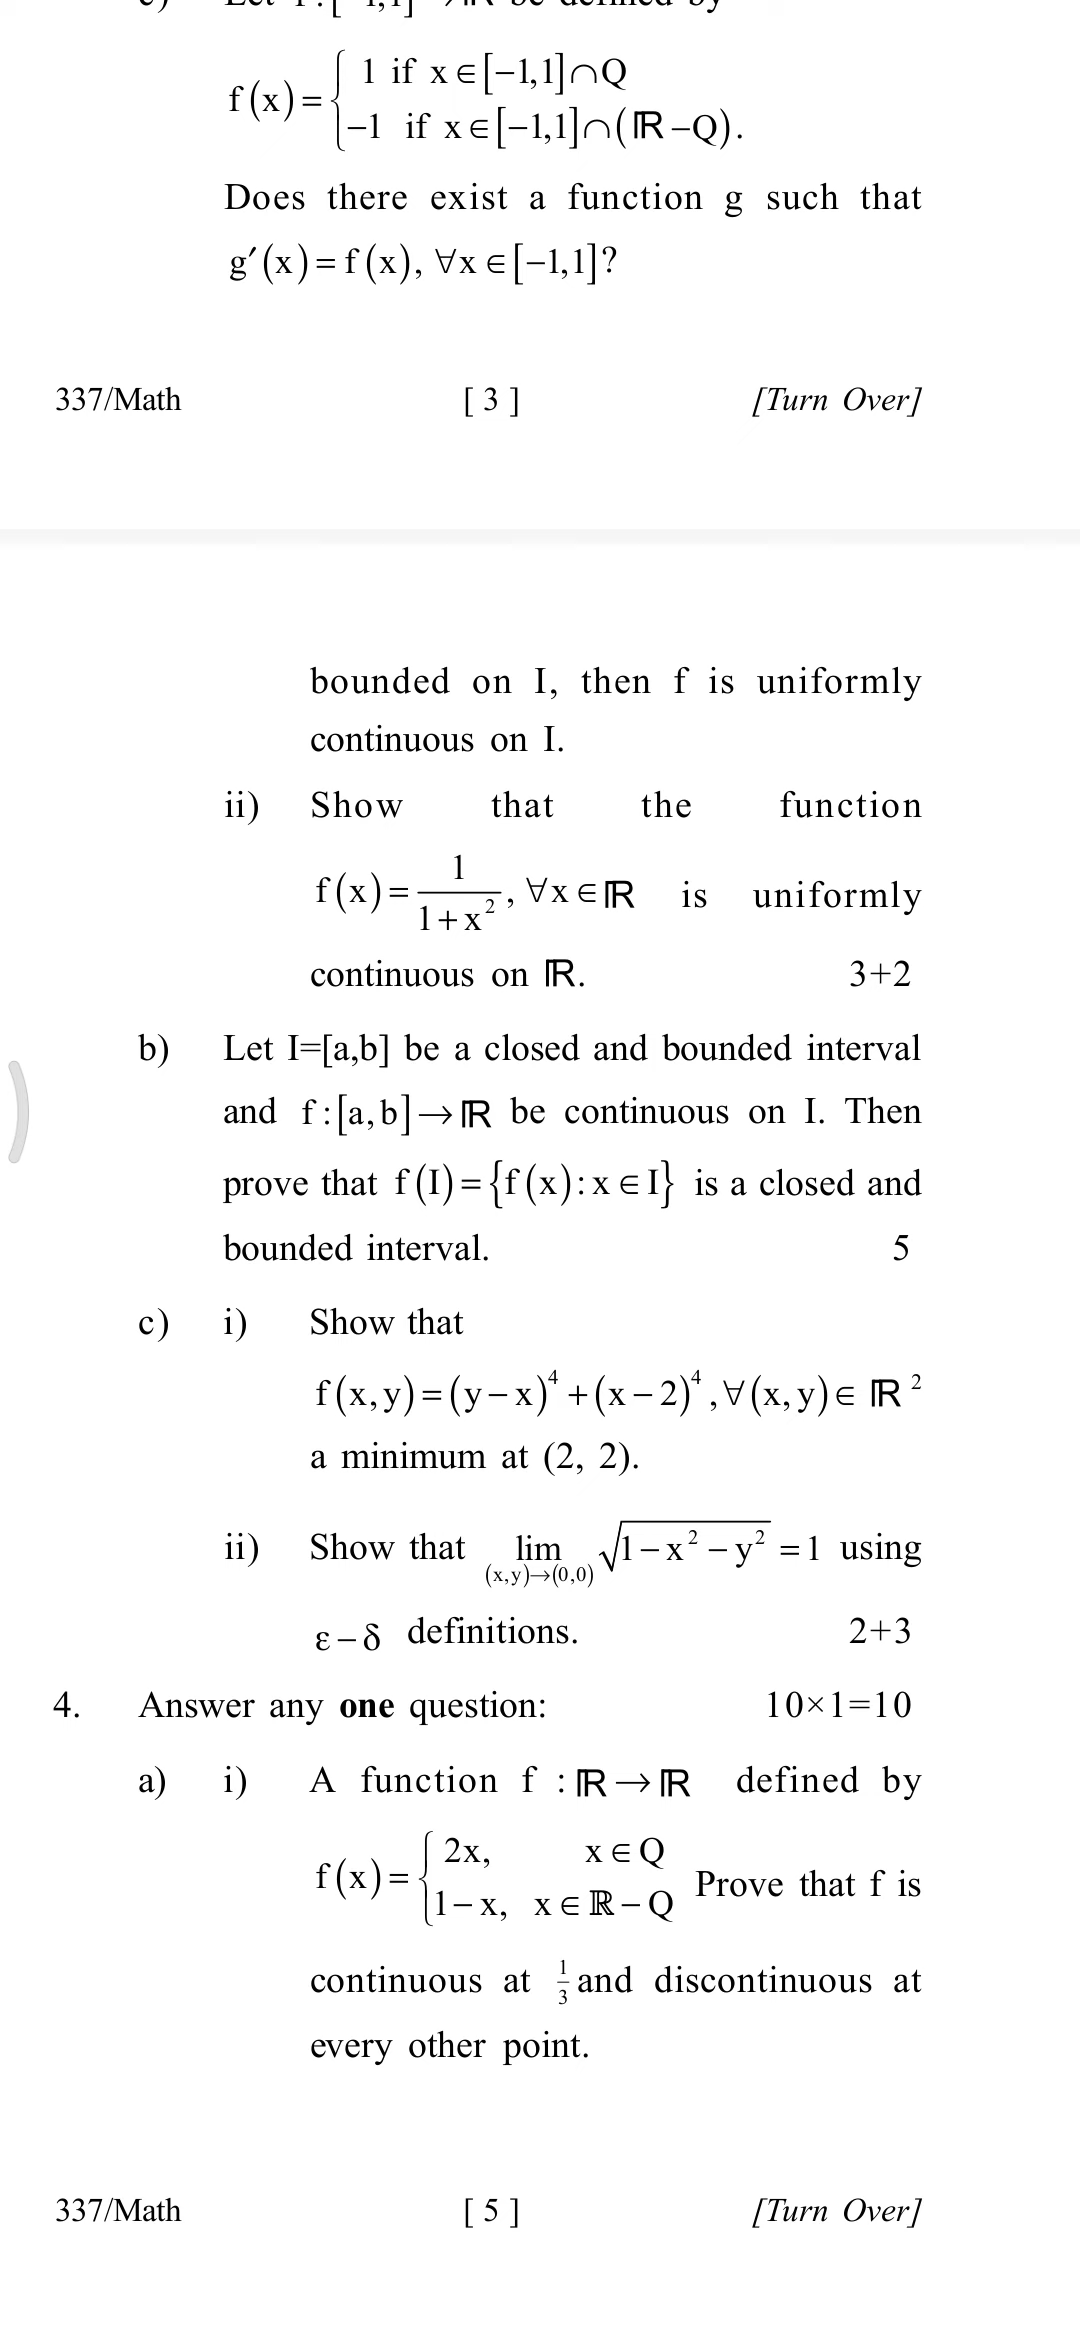 f(x)={ 1 if x∈[−1,1]∩Q
−1 if x∈[−1,1]∩(ℝ−Q).
Does there exist a function g such that
g′(x)=f(x), ∀x∈[−1,1]?
337/Math [ 3 ] [Turn Over]
bounded on I, then f is uniformly
continuous on I.
ii) Show that the function
f(x)=1/(1+x²), ∀x∈ℝ is uniformly
continuous on ℝ. 3+2
b) Let I=[a,b] be a closed and bounded interval
and f:[a,b]→ℝ be continuous on I. Then
prove that f(I)={f(x):x∈I} is a closed and
bounded interval. 5
c) i) Show that
f(x,y)=(y−x)⁴+(x−2)⁴,∀(x,y)∈ ℝ²
a minimum at (2, 2).
ii) Show that lim (x,y)→(0,0) √(1−x²−y²) =1 using
ε−δ definitions. 2+3
4. Answer any one question: 10×1=10
a) i) A function f :ℝ→ℝ defined by
f(x)={ 2x, x∈Q
1−x, x∈ℝ−Q Prove that f is
continuous at 1/3 and discontinuous at
every other point.
337/Math [ 5 ] [Turn Over]